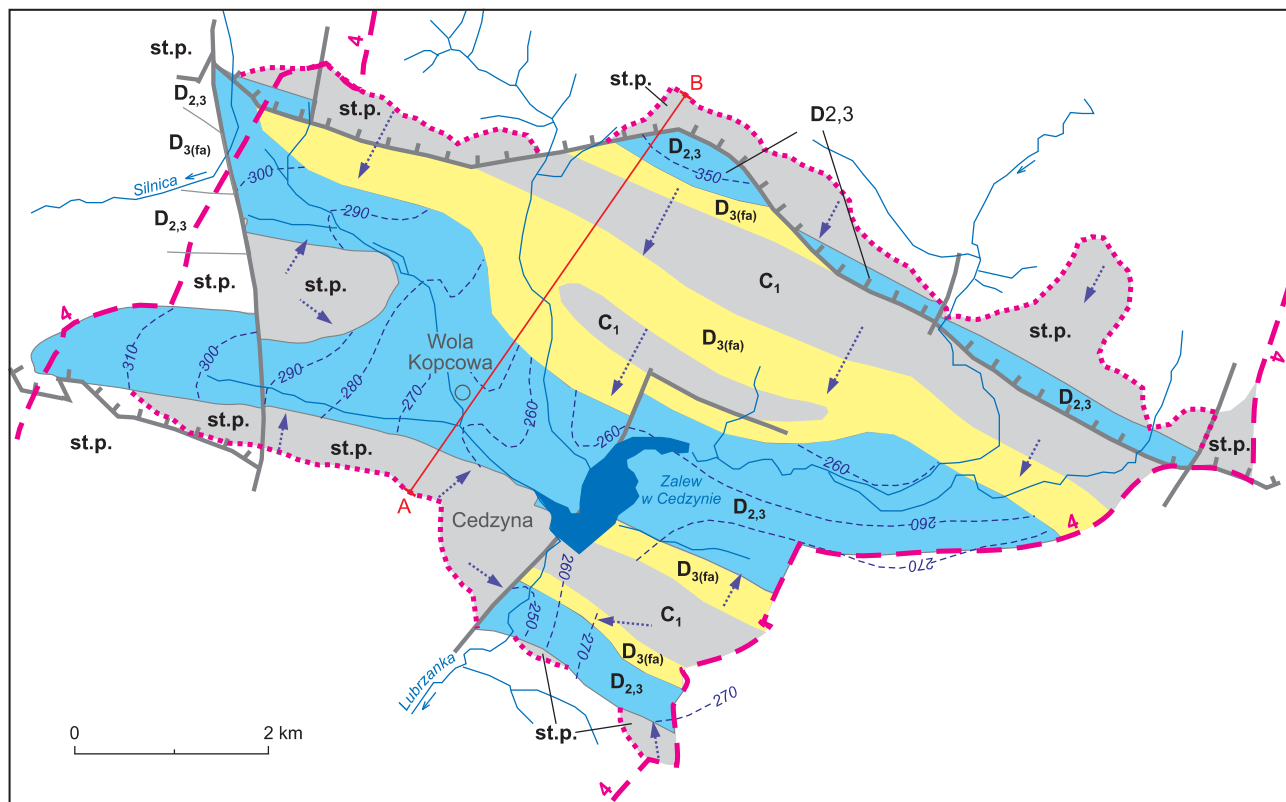 4
st.p.
st.p.
B
D2,3
D2,3
st.p.
D3(fa)
D2,3
350
Silnica
300
D3(fa)
290
D2,3
st.p.
st.p.
C1
st.p.
4
C1
D3(fa)
4
310
300
Wola
Kopcowa
290
280
270
260
D2,3
st.p.
st.p.
st.p.
260
260
st.p.
A
Zalew
w Cedzynie
Cedzyna
D2,3
260
4
270
260
D3(fa)
250
C1
270
D3(fa)
D2,3
Lubrzanka
270
st.p.
0
2 km
4